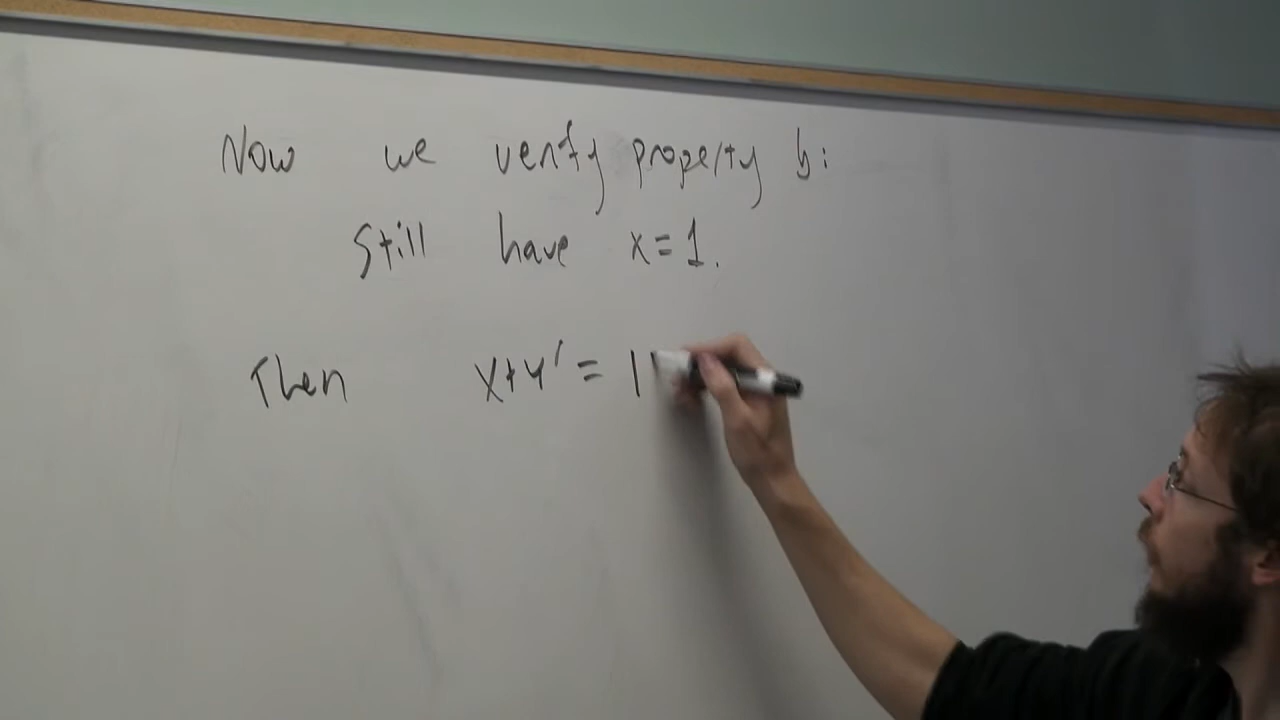 Now we verify property b:
Still have x=1.
Then x+y'= 1